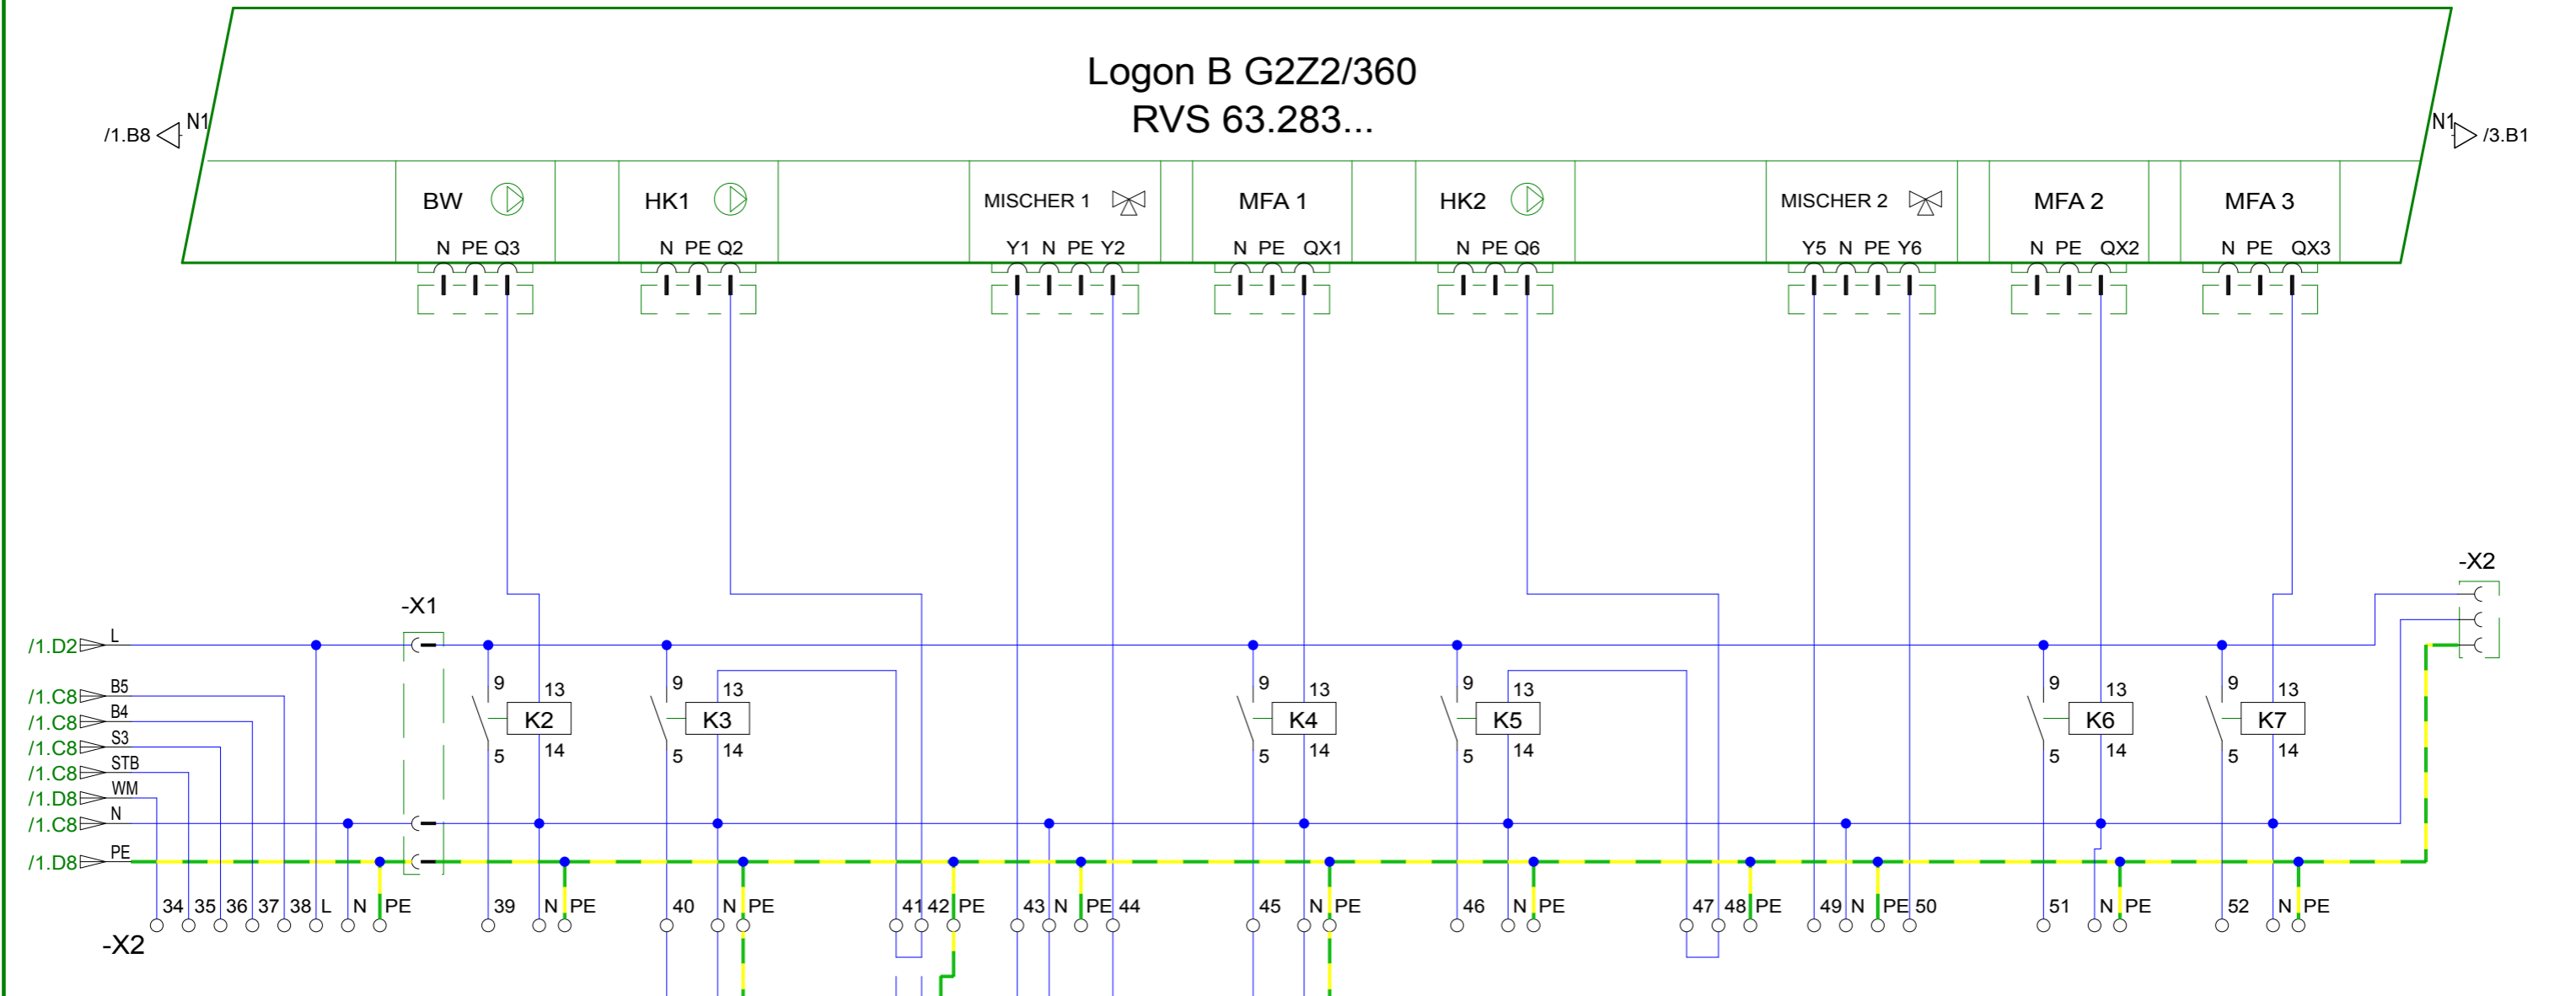 Logon B G2Z2/360
RVS 63.283...
/1.B8 N1
N1 /3.B1
BW HK1 MISCHER 1 MFA 1 HK2 MISCHER 2 MFA 2 MFA 3
N PE Q3 N PE Q2 Y1 N PE Y2 N PE QX1 N PE Q6 Y5 N PE Y6 N PE QX2 N PE QX3
-X2
-X1
/1.D2 L
9 13 9 13 9 13 9 13 9 13 9 13
/1.C8 B5
/1.C8 B4
K2 K3 K4 K5 K6 K7
/1.C8 S3
14 14 14 14 14 14
5 5 5 5 5 5
/1.C8 STB
/1.D8 WM
/1.C8 N
/1.D8 PE
34 35 36 37 38 L N PE 39 N PE 40 N PE 41 42 PE 43 N PE 44 45 N PE 46 N PE 47 48 PE 49 N PE 50 51 N PE 52 N PE
-X2